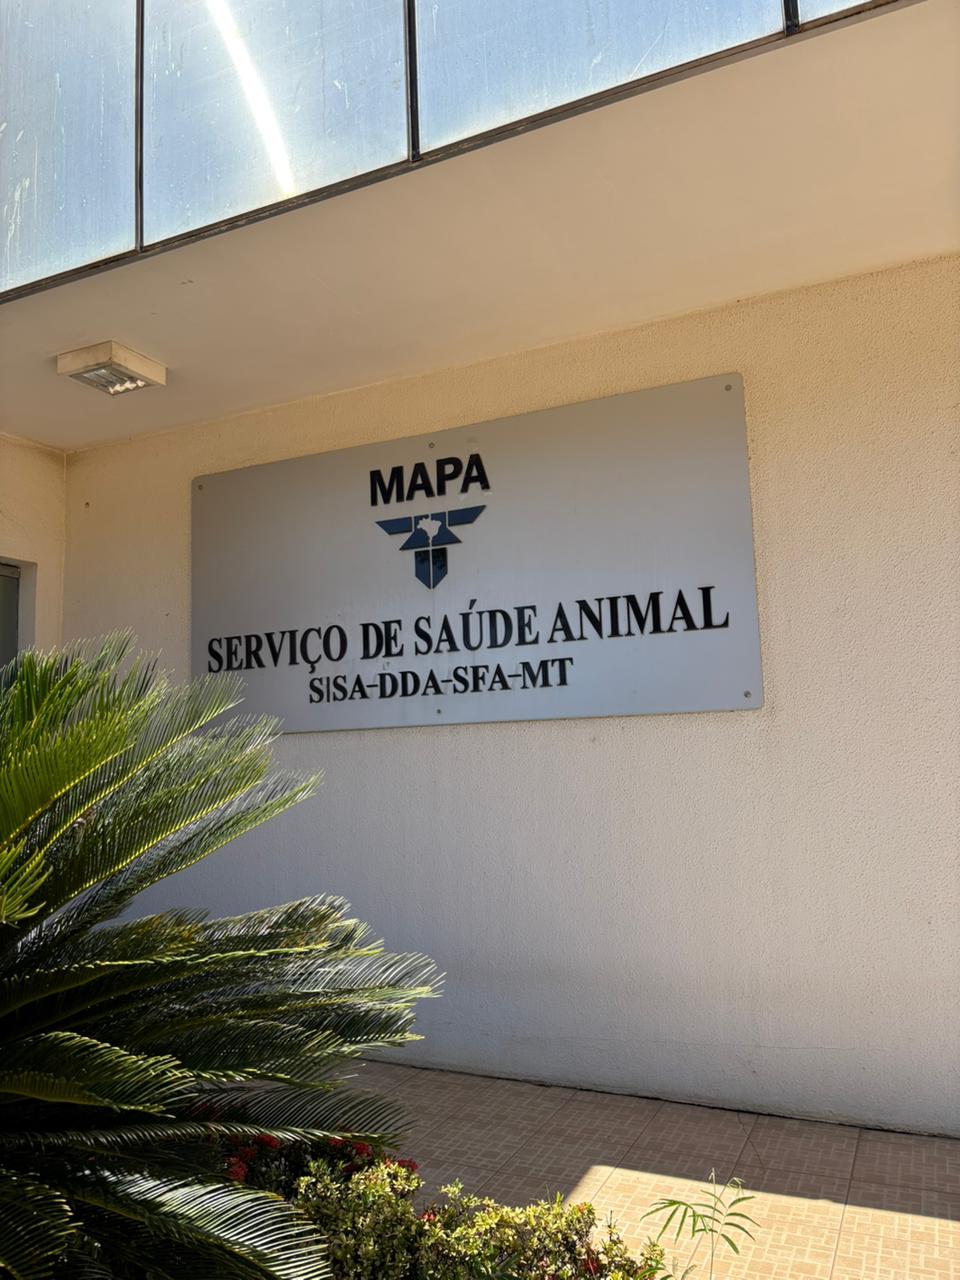 MAPA
SERVIÇO DE SAÚDE ANIMAL
SISA-DDA-SFA-MT